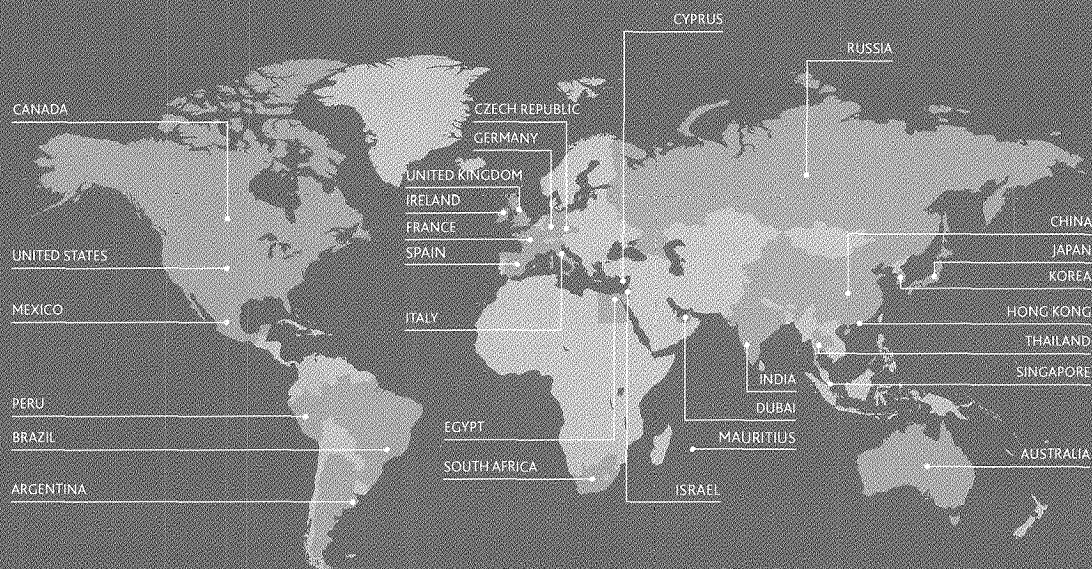 CYPRUS
RUSSIA
CANADA
CZECH REPUBLIC
GERMANY
UNITED KINGDOM
IRELAND
FRANCE
SPAIN
ITALY
UNITED STATES
MEXICO
PERU
BRAZIL
ARGENTINA
EGYPT
SOUTH AFRICA
INDIA
DUBAI
MAURITIUS
ISRAEL
CHINA
JAPAN
KOREA
HONG KONG
THAILAND
SINGAPORE
AUSTRALIA